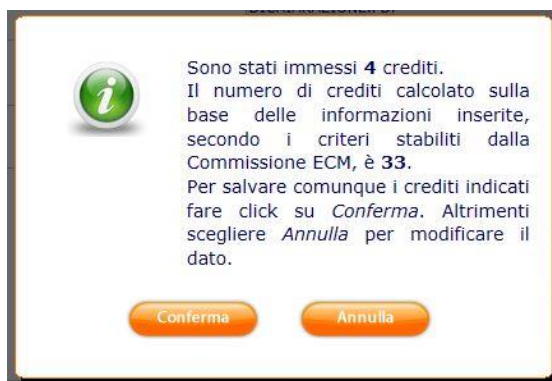 Sono stati immessi 4 crediti.
Il numero di crediti calcolato sulla
base delle informazioni inserite,
secondo i criteri stabiliti dalla
Commissione ECM, è 33.
Per salvare comunque i crediti indicati
fare click su Conferma. Altrimenti
scegliere Annulla per modificare il
dato.
Conferma Annulla